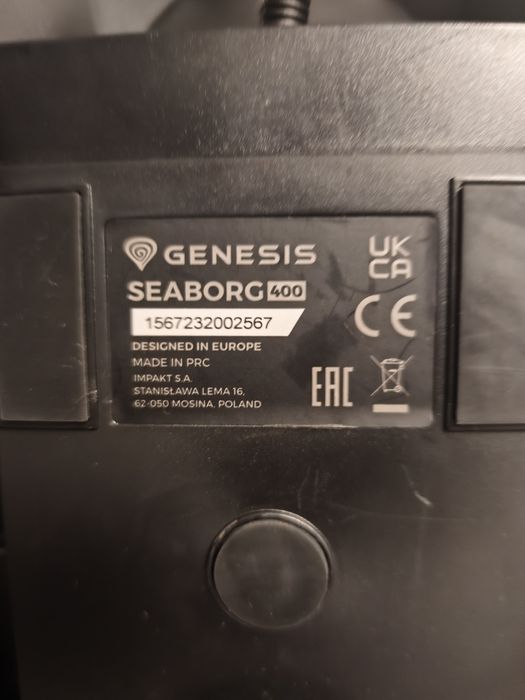 GENESIS
SEABORG 400
1567232002567
DESIGNED IN EUROPE
MADE IN PRC
IMPAKT S.A.
STANISŁAWA LEMA 16,
62-050 MOSINA, POLAND
UK
CA
CE
EAC